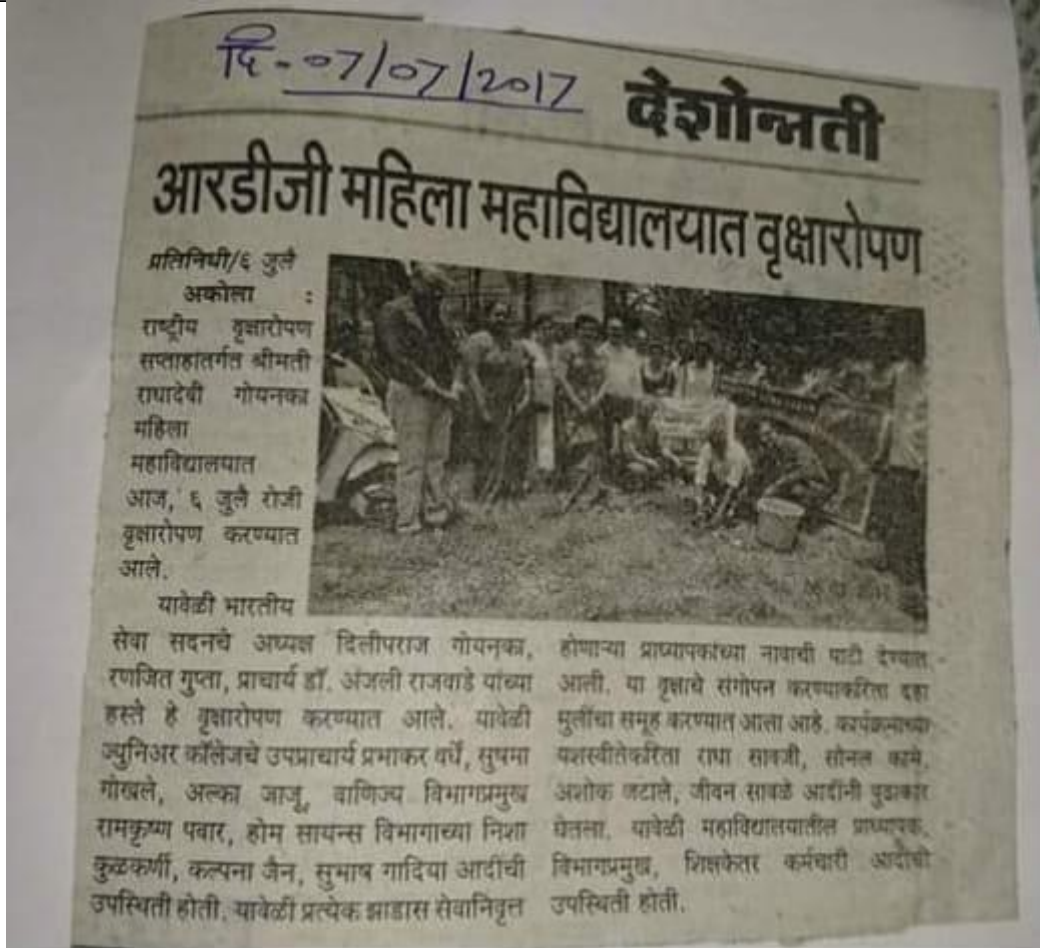 दि - ०7/07/2017
देशोन्नती
आरडीजी महिला महाविद्यालयात वृक्षारोपण
प्रतिनिधी/६ जुलै
अकोला :
राष्ट्रीय वृक्षारोपण
सप्ताहांतर्गत श्रीमती
राधादेवी गोयनका
महिला
महाविद्यालयात
आज, ६ जुलै रोजी
वृक्षारोपण करण्यात
आले.
यावेळी भारतीय
सेवा सदनचे अध्यक्ष दिलीपराज गोयनका,
रणजित गुप्ता, प्राचार्य डॉ. अंजली राजवाडे यांच्या
हस्ते हे वृक्षारोपण करण्यात आले. यावेळी
ज्युनिअर कॉलेजचे उपप्राचार्य प्रभाकर वर्धे, सुषमा
गोखले, अल्का जाजू, वाणिज्य विभागप्रमुख
रामकृष्ण पवार, होम सायन्स विभागाच्या निशा
कुळकर्णी, कल्पना जैन, सुभाष गादिया आदींची
उपस्थिती होती. यावेळी प्रत्येक झाडास सेवानिवृत्त
होणाऱ्या प्राध्यापकांच्या नावाची पाटी देण्यात
आली. या वृक्षाचे संगोपन करण्याकरिता दहा
मुलींचा समूह करण्यात आला आहे. कार्यक्रमाच्या
यशस्वीतेकरिता राधा सावजी, सोनल कामे,
अशोक जटाले, जीवन सावळे आदींनी पुढाकार
घेतला. यावेळी महाविद्यालयातील प्राध्यापक,
विभागप्रमुख, शिक्षकेतर कर्मचारी आदींची
उपस्थिती होती.